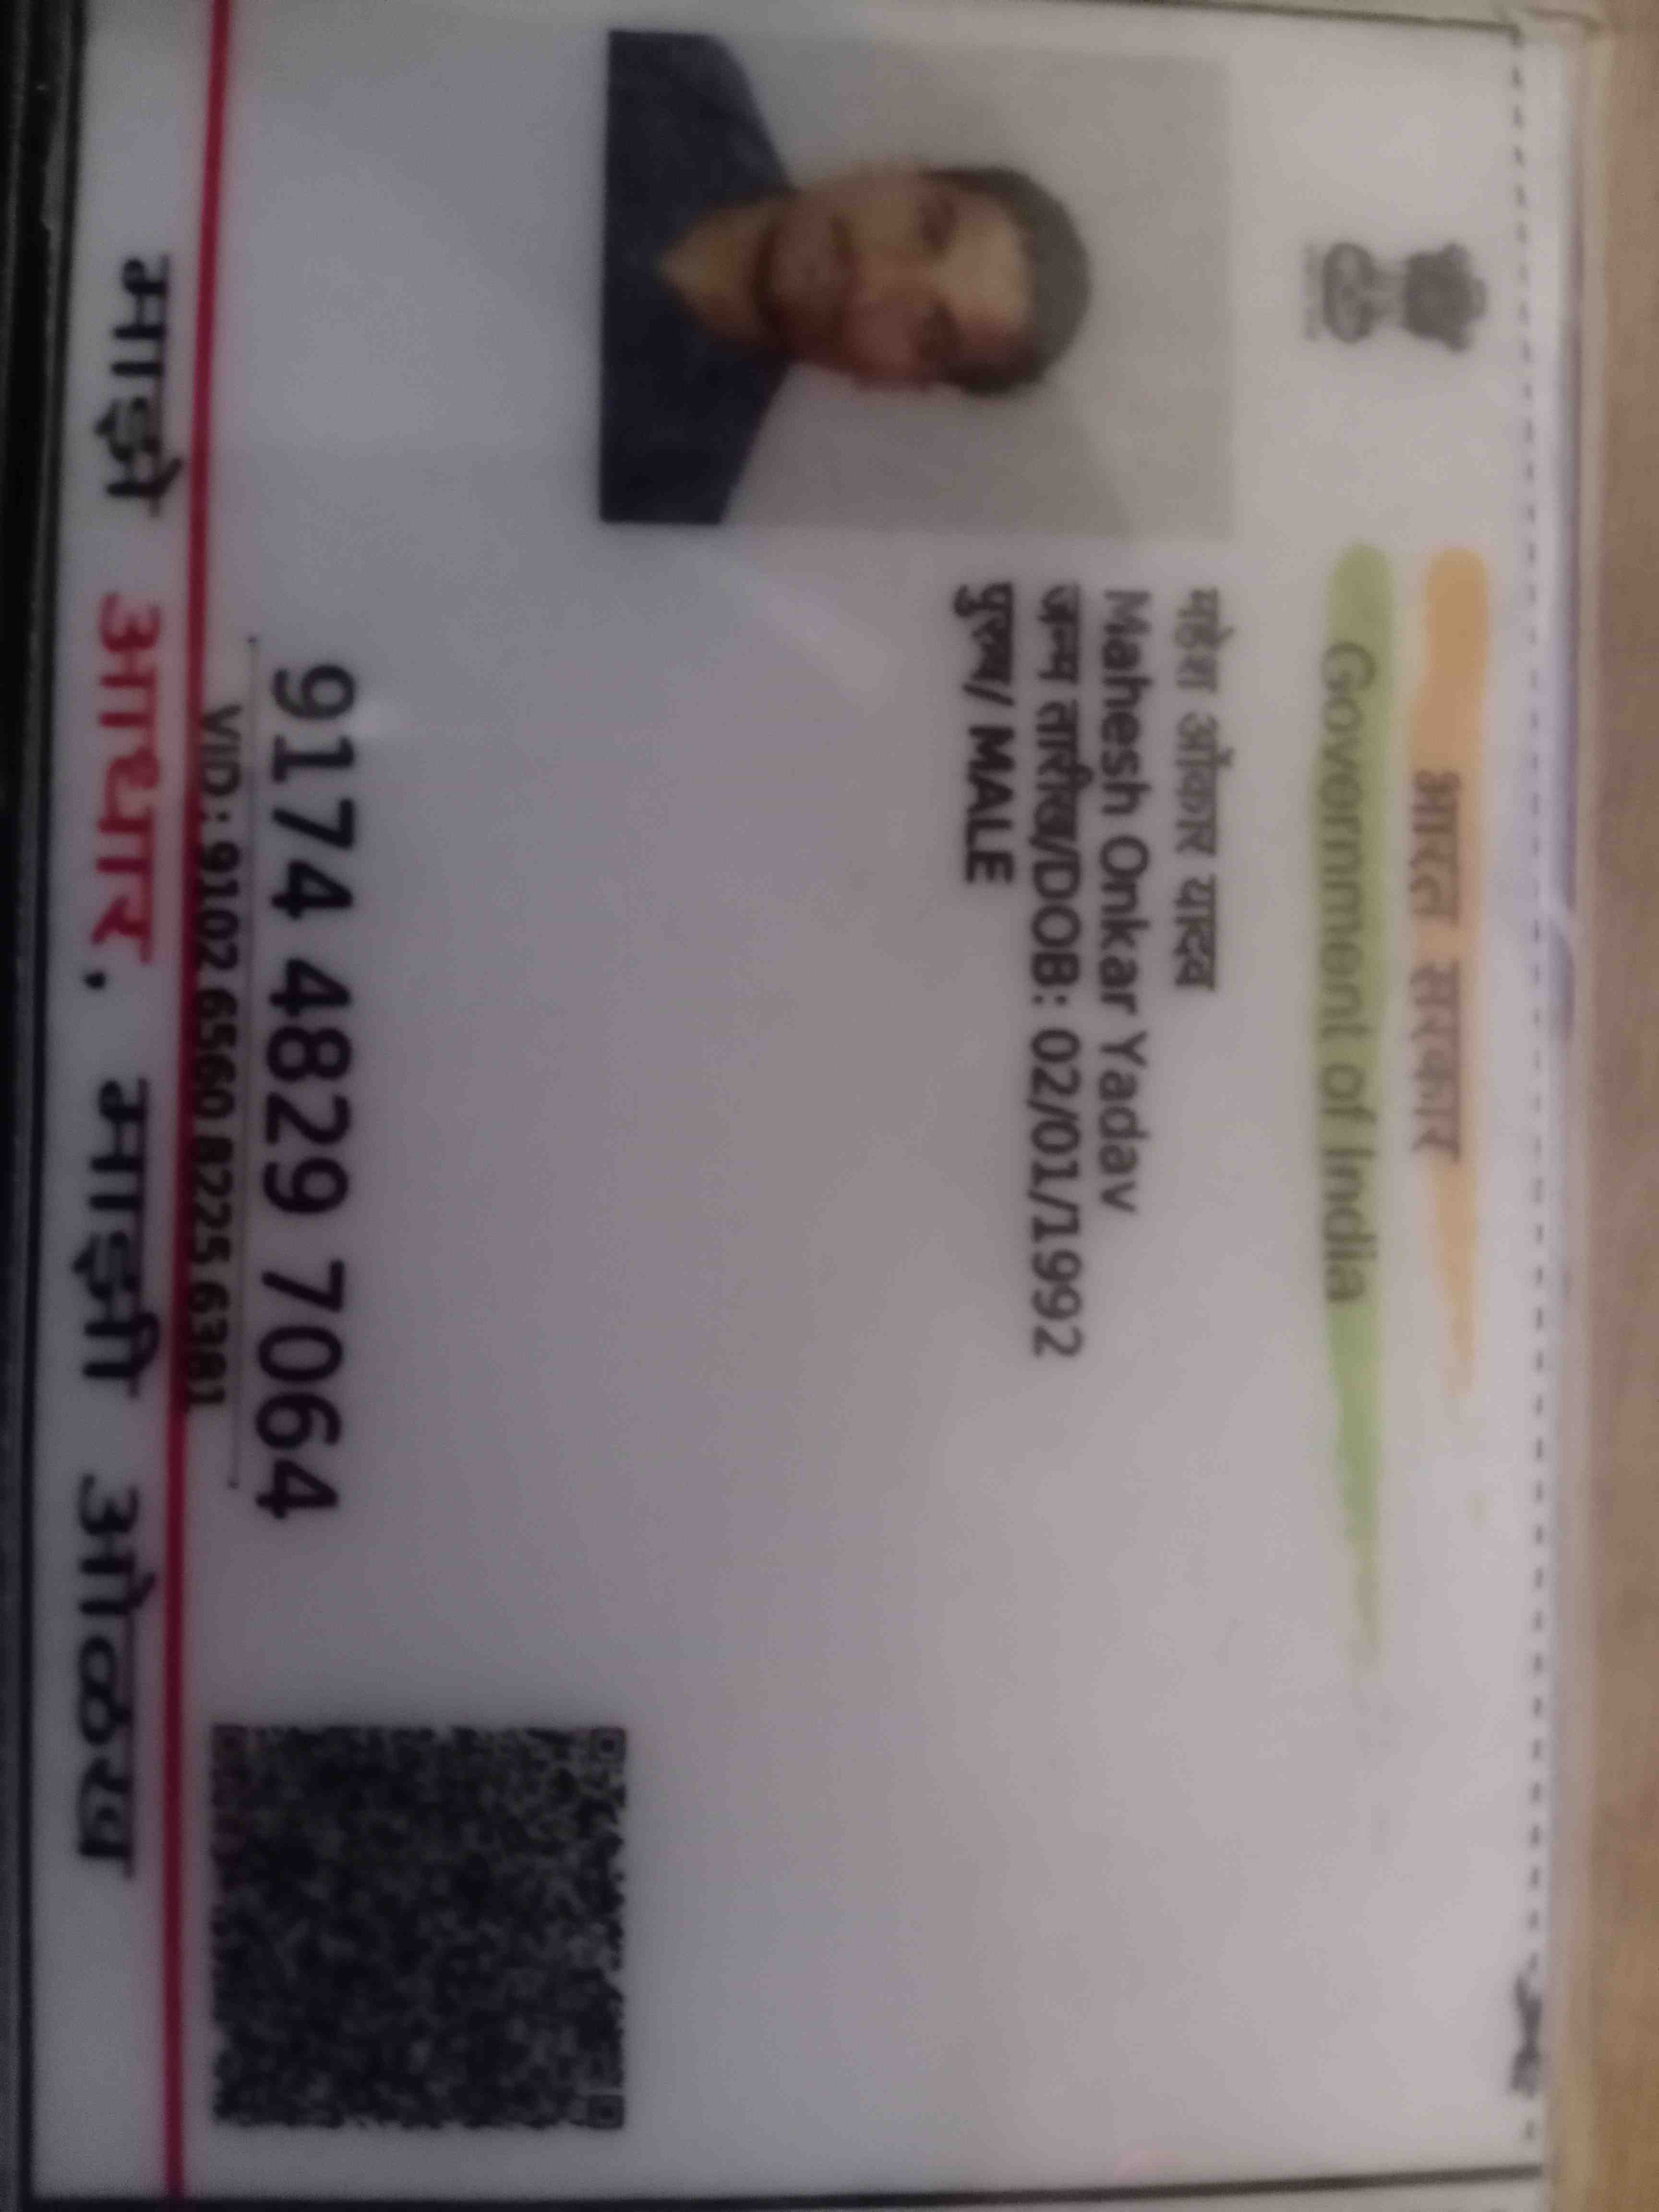 भारत सरकार
Government of India
महेश ओंकार यादव
Mahesh Onkar Yadav
जन्म तारीख/DOB: 02/01/1992
पुरुष/ MALE
9174 4829 7064
VID: 9102 6560 8225 6381
माझे आधार, माझी ओळख